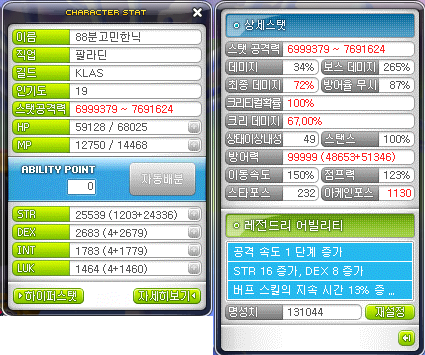 CHARACTER STAT
이름 88분고민한닉
직업 팔라딘
길드 KLAS
인기도 19
스탯공격력 6999379 ~ 7691624
HP 59128 / 68025
MP 12750 / 14468
ABILITY POINT
0 자동배분
STR 25539 (1203+24336)
DEX 2683 (4+2679)
INT 1783 (4+1779)
LUK 1464 (4+1460)
하이퍼스탯 자세히보기
상세스탯
스탯 공격력 6999379 ~ 7691624
데미지 34% 보스 데미지 265%
최종 데미지 72% 방어율 무시 87%
크리티컬확률 100%
크리 데미지 67,00%
상태이상내성 49 스탠스 100%
방어력 99999 (48653+51346)
이동속도 150% 점프력 123%
스타포스 232 아케인포스 1130
레전드리 어빌리티
공격 속도 1 단계 증가
STR 16 증가, DEX 8 증가
버프 스킬의 지속 시간 13% 증 ...
명성치 131044 재설정